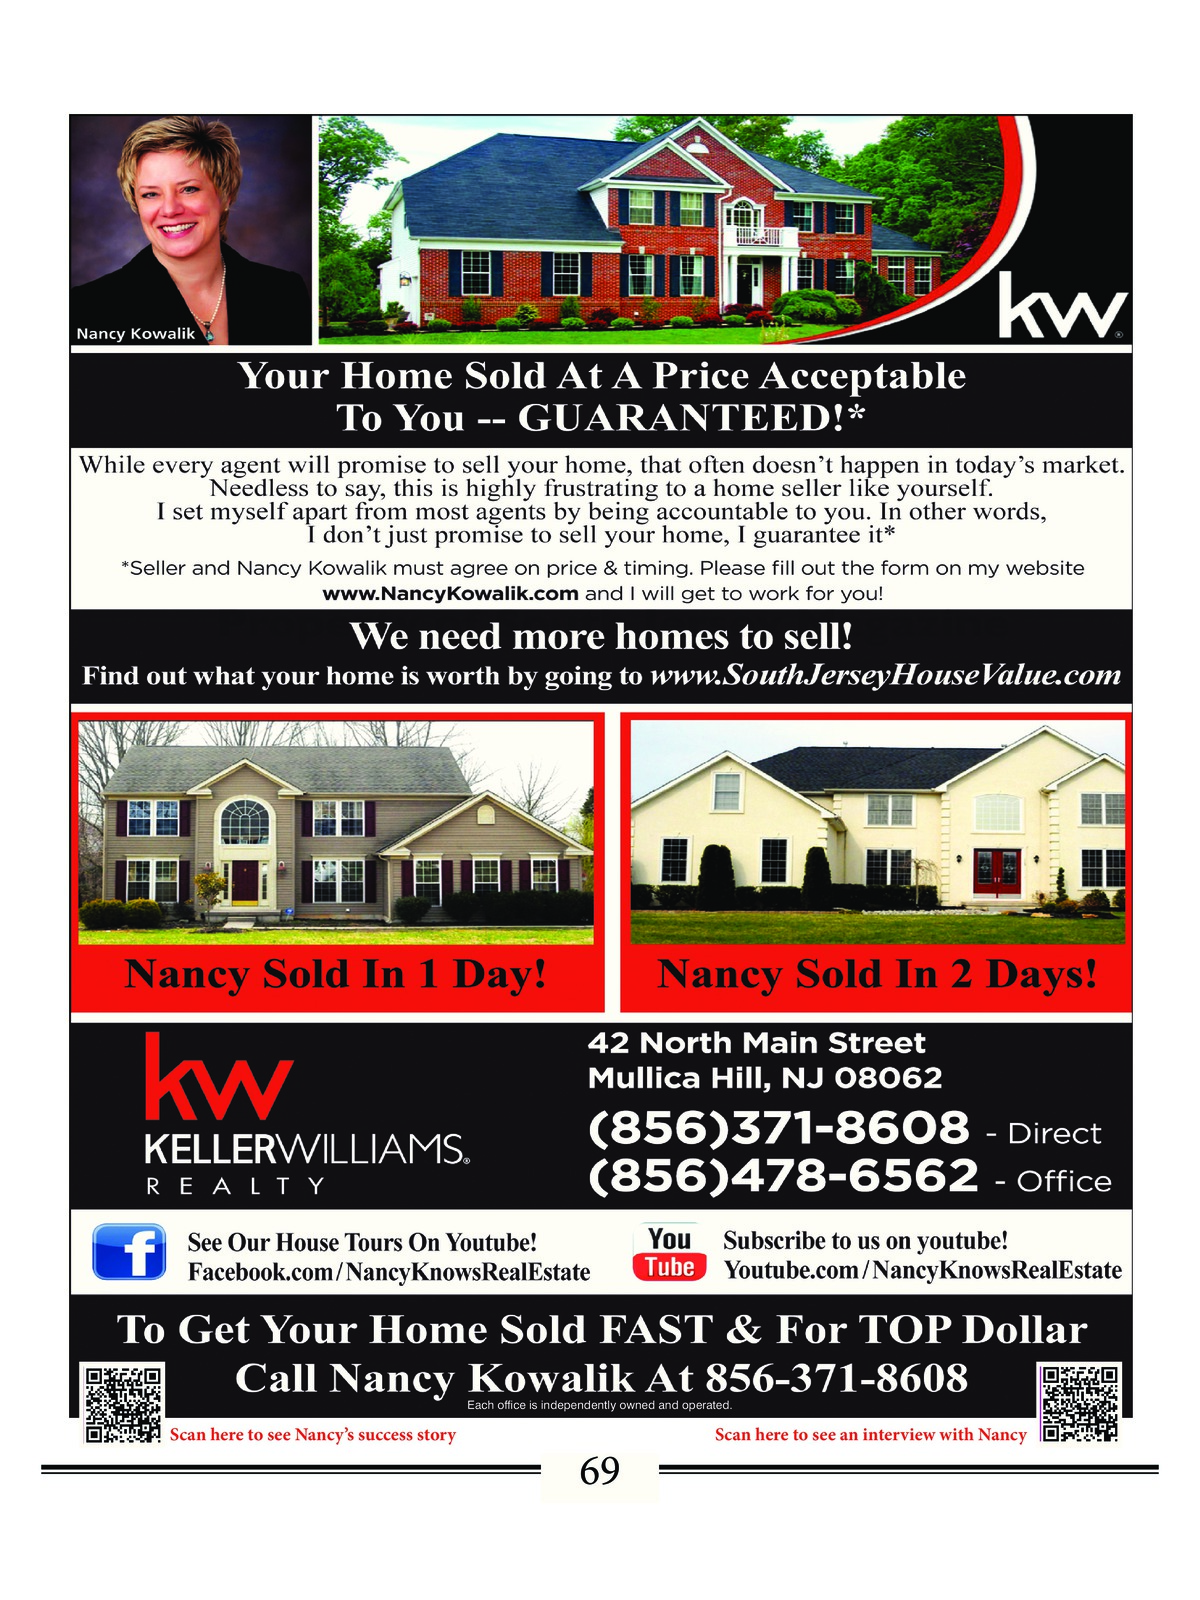 Nancy Kowalik
kw®
Your Home Sold At A Price Acceptable
To You -- GUARANTEED!*
While every agent will promise to sell your home, that often doesn't happen in today's market.
Needless to say, this is highly frustrating to a home seller like yourself.
I set myself apart from most agents by being accountable to you. In other words,
I don't just promise to sell your home, I guarantee it*
*Seller and Nancy Kowalik must agree on price & timing. Please fill out the form on my website
www.NancyKowalik.com and I will get to work for you!
We need more homes to sell!
Find out what your home is worth by going to www.SouthJerseyHouseValue.com
Nancy Sold In 1 Day!
Nancy Sold In 2 Days!
kw
KELLERWILLIAMS®
REALTY
42 North Main Street
Mullica Hill, NJ 08062
(856)371-8608 - Direct
(856)478-6562 - Office
f
See Our House Tours On Youtube!
Facebook.com/NancyKnowsRealEstate
You
Tube
Subscribe to us on youtube!
Youtube.com/NancyKnowsRealEstate
To Get Your Home Sold FAST & For TOP Dollar
Call Nancy Kowalik At 856-371-8608
Each office is independently owned and operated.
Scan here to see Nancy's success story
Scan here to see an interview with Nancy
69